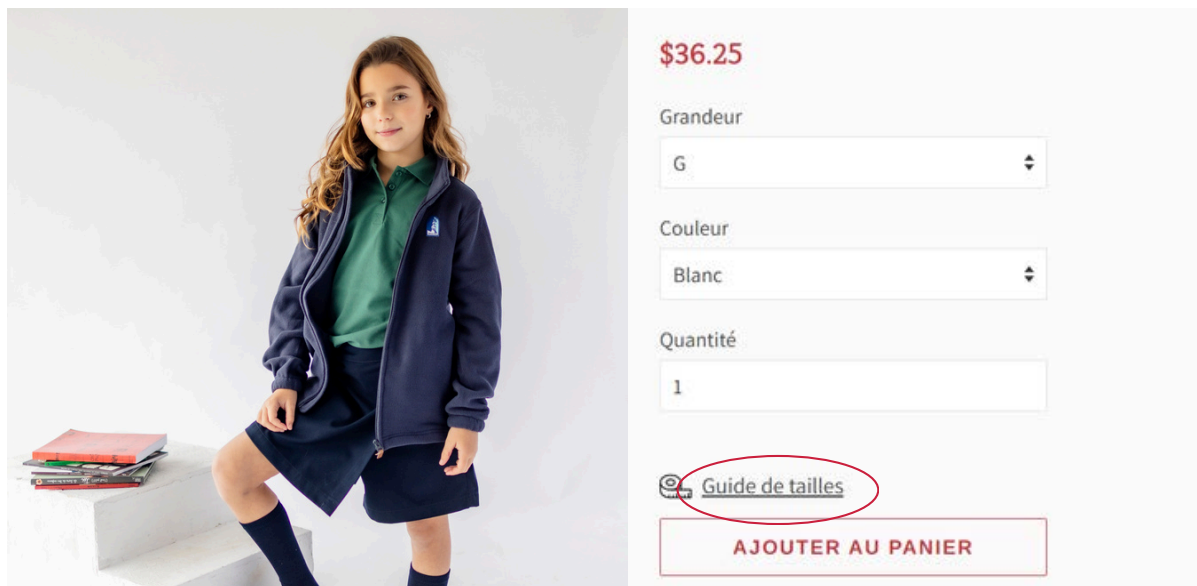 $36.25
Grandeur
G
Couleur
Blanc
Quantité
1
Guide de tailles
AJOUTER AU PANIER